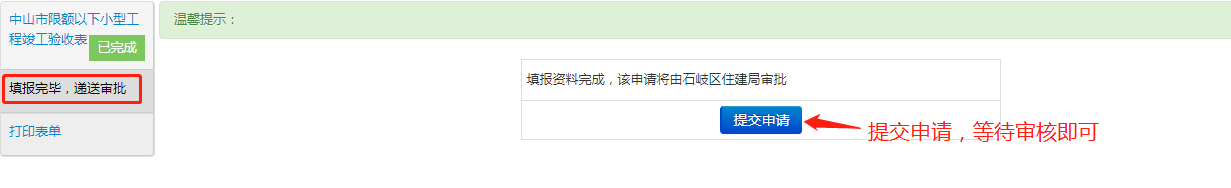 中山市限额以下小型工
程竣工验收表
已完成
填报完毕，递送审批
打印表单
温馨提示：
填报资料完成，该申请将由石岐区住建局审批
提交申请
提交申请，等待审核即可